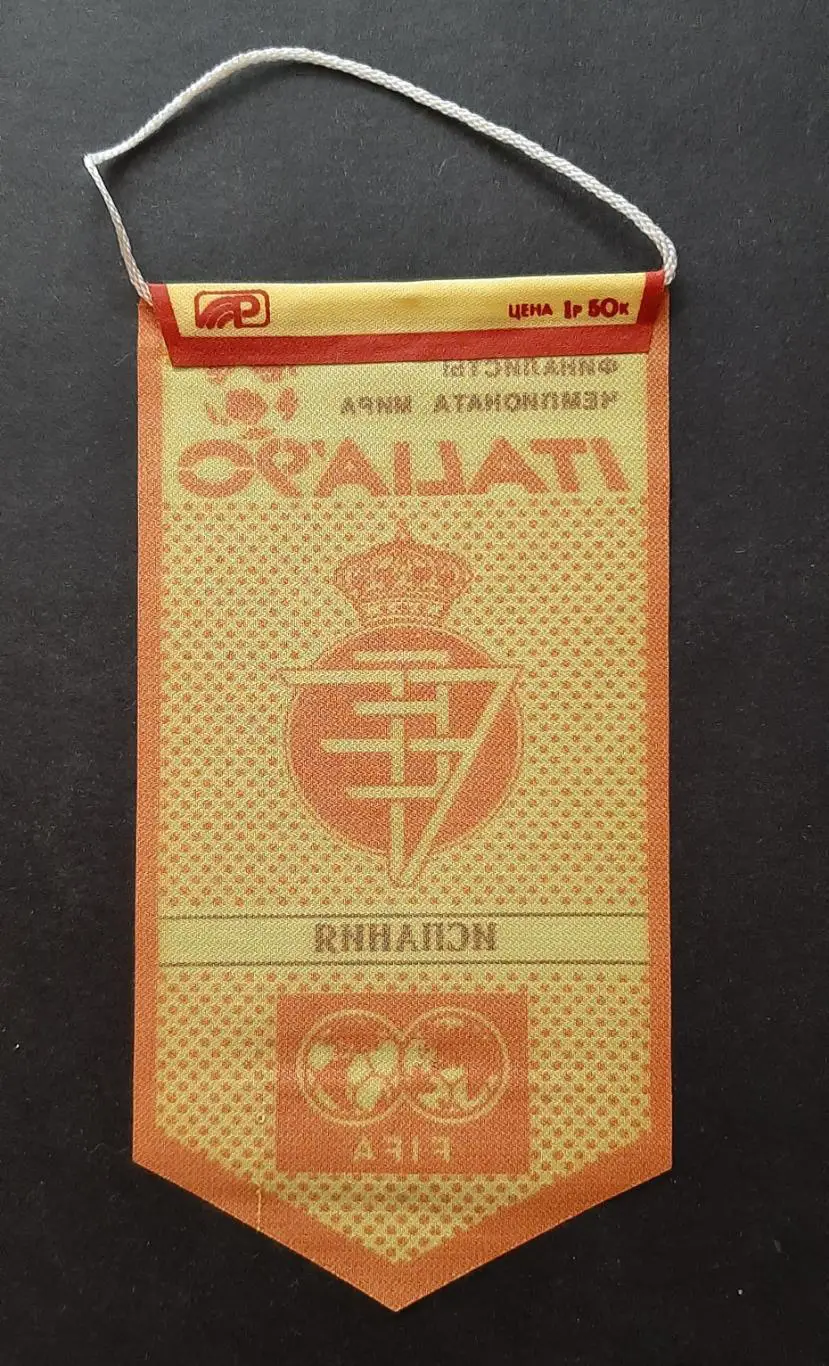 ЦЕНА 1р 50к
ФИНАЛИСТЫ
ЧЕМПИОНАТА МИРА
ITALIA'90
ИСПАНИЯ
FIFA